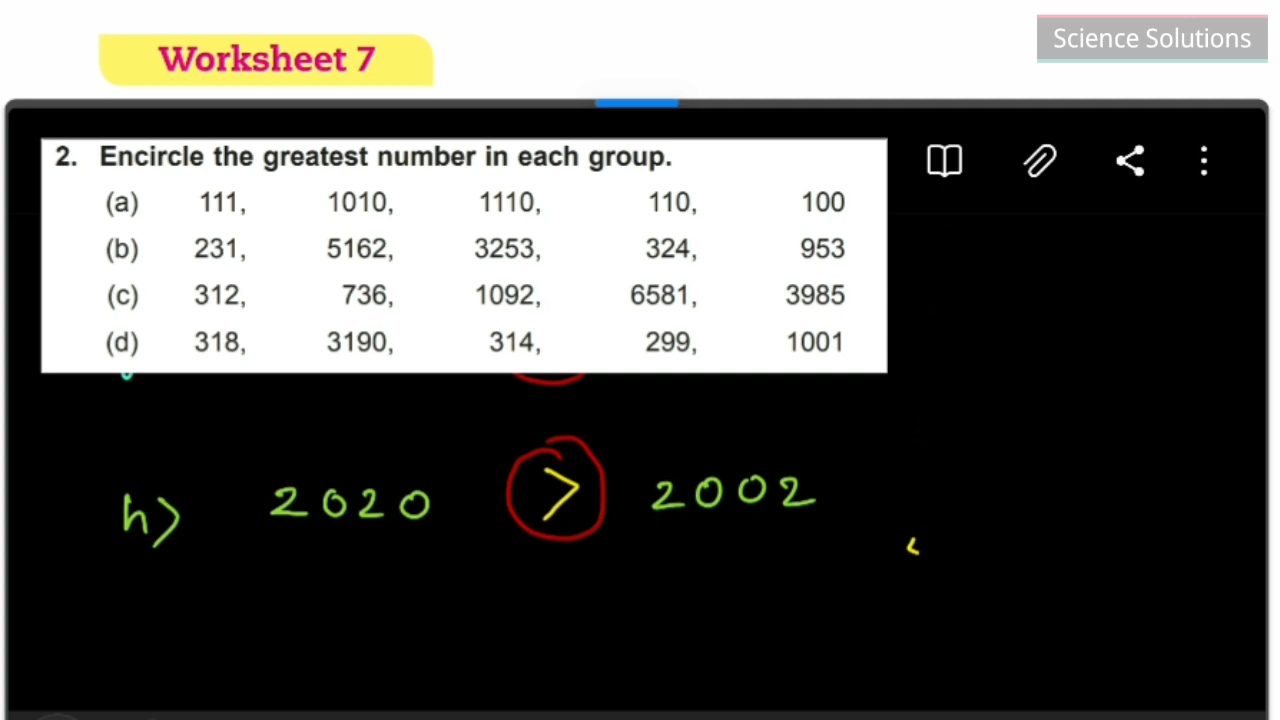 Science Solutions
Worksheet 7
2. Encircle the greatest number in each group.
(a) 111, 1010, 1110, 110, 100
(b) 231, 5162, 3253, 324, 953
(c) 312, 736, 1092, 6581, 3985
(d) 318, 3190, 314, 299, 1001
h) 2020 > 2002